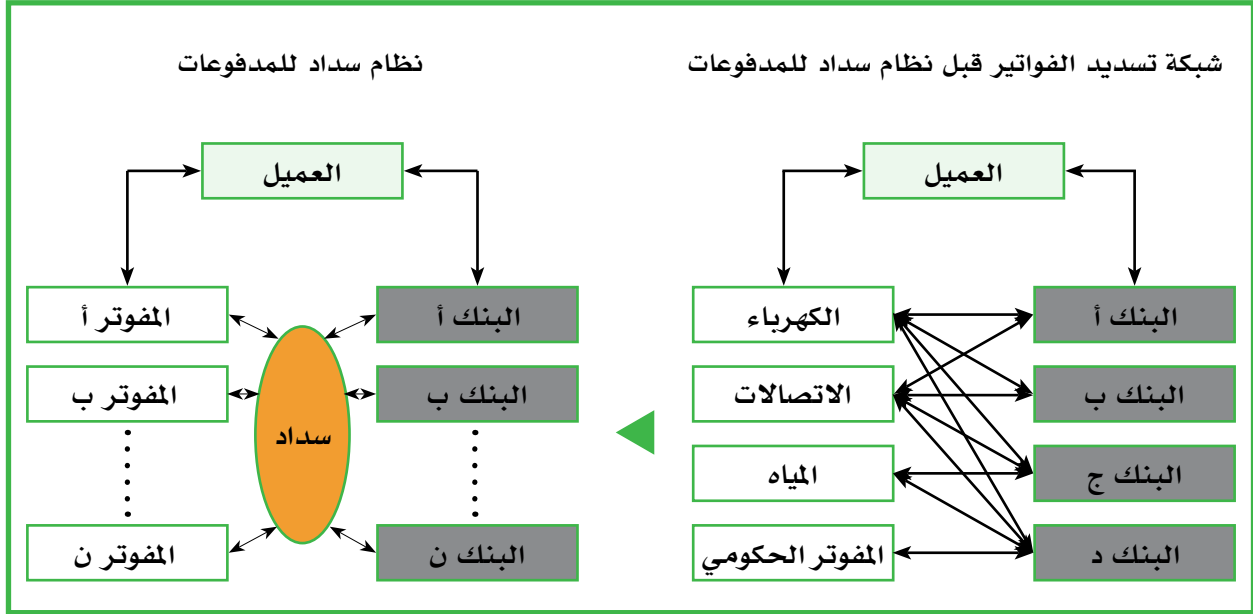 شبكة تسديد الفواتير قبل نظام سداد للمدفوعات
العميل
البنك أ
الكهرباء
البنك ب
الاتصالات
البنك ج
المياه
البنك د
المفوتر الحكومي
نظام سداد للمدفوعات
العميل
البنك أ
المفوتر أ
البنك ب
المفوتر ب
سداد
البنك ن
المفوتر ن